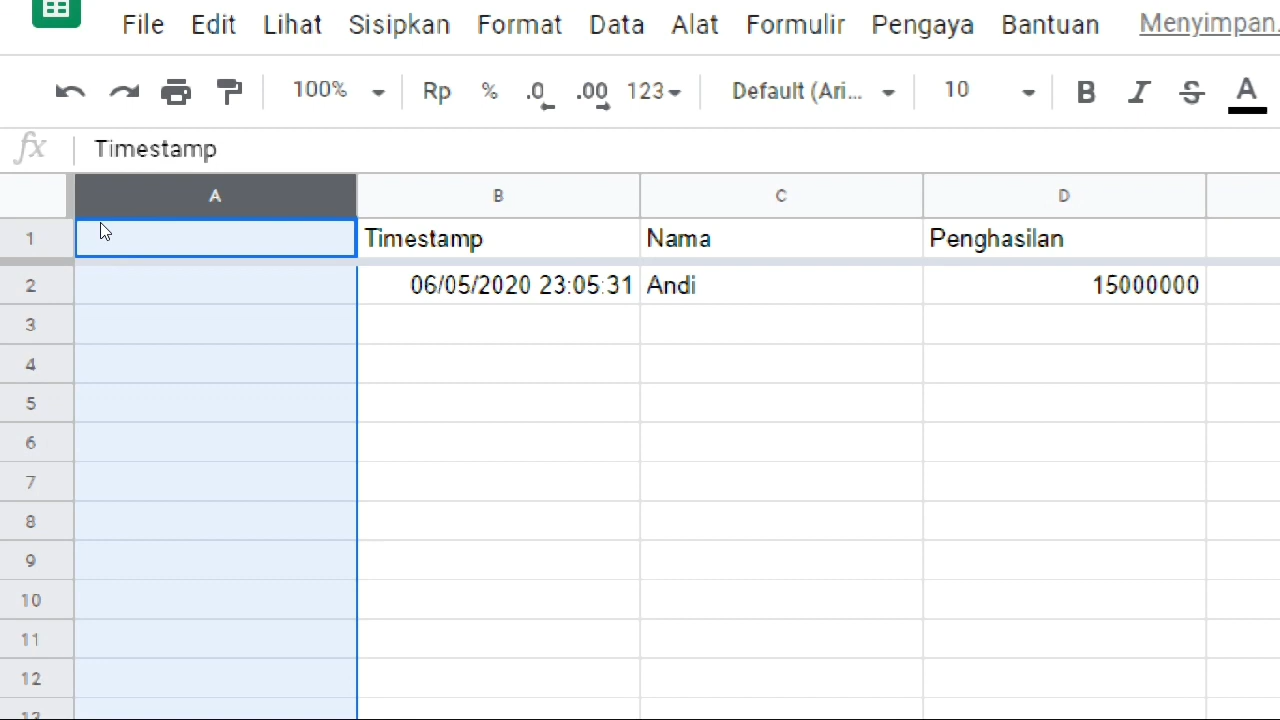 File Edit Lihat Sisipkan Format Data Alat Formulir Pengaya Bantuan Menyimpan.
100% Rp % .0 .00 123 Default (Ari... 10 B I S A
fx Timestamp
A B C D
1 Timestamp Nama Penghasilan
2 06/05/2020 23:05:31 Andi 15000000
3
4
5
6
7
8
9
10
11
12
13